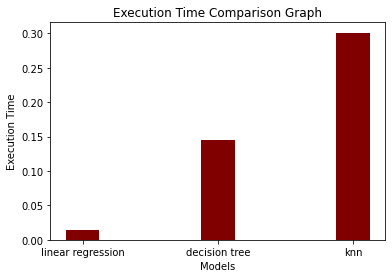 Execution Time Comparison Graph
Execution Time
0.30
0.25
0.20
0.15
0.10
0.05
0.00
linear regression
decision tree
knn
Models